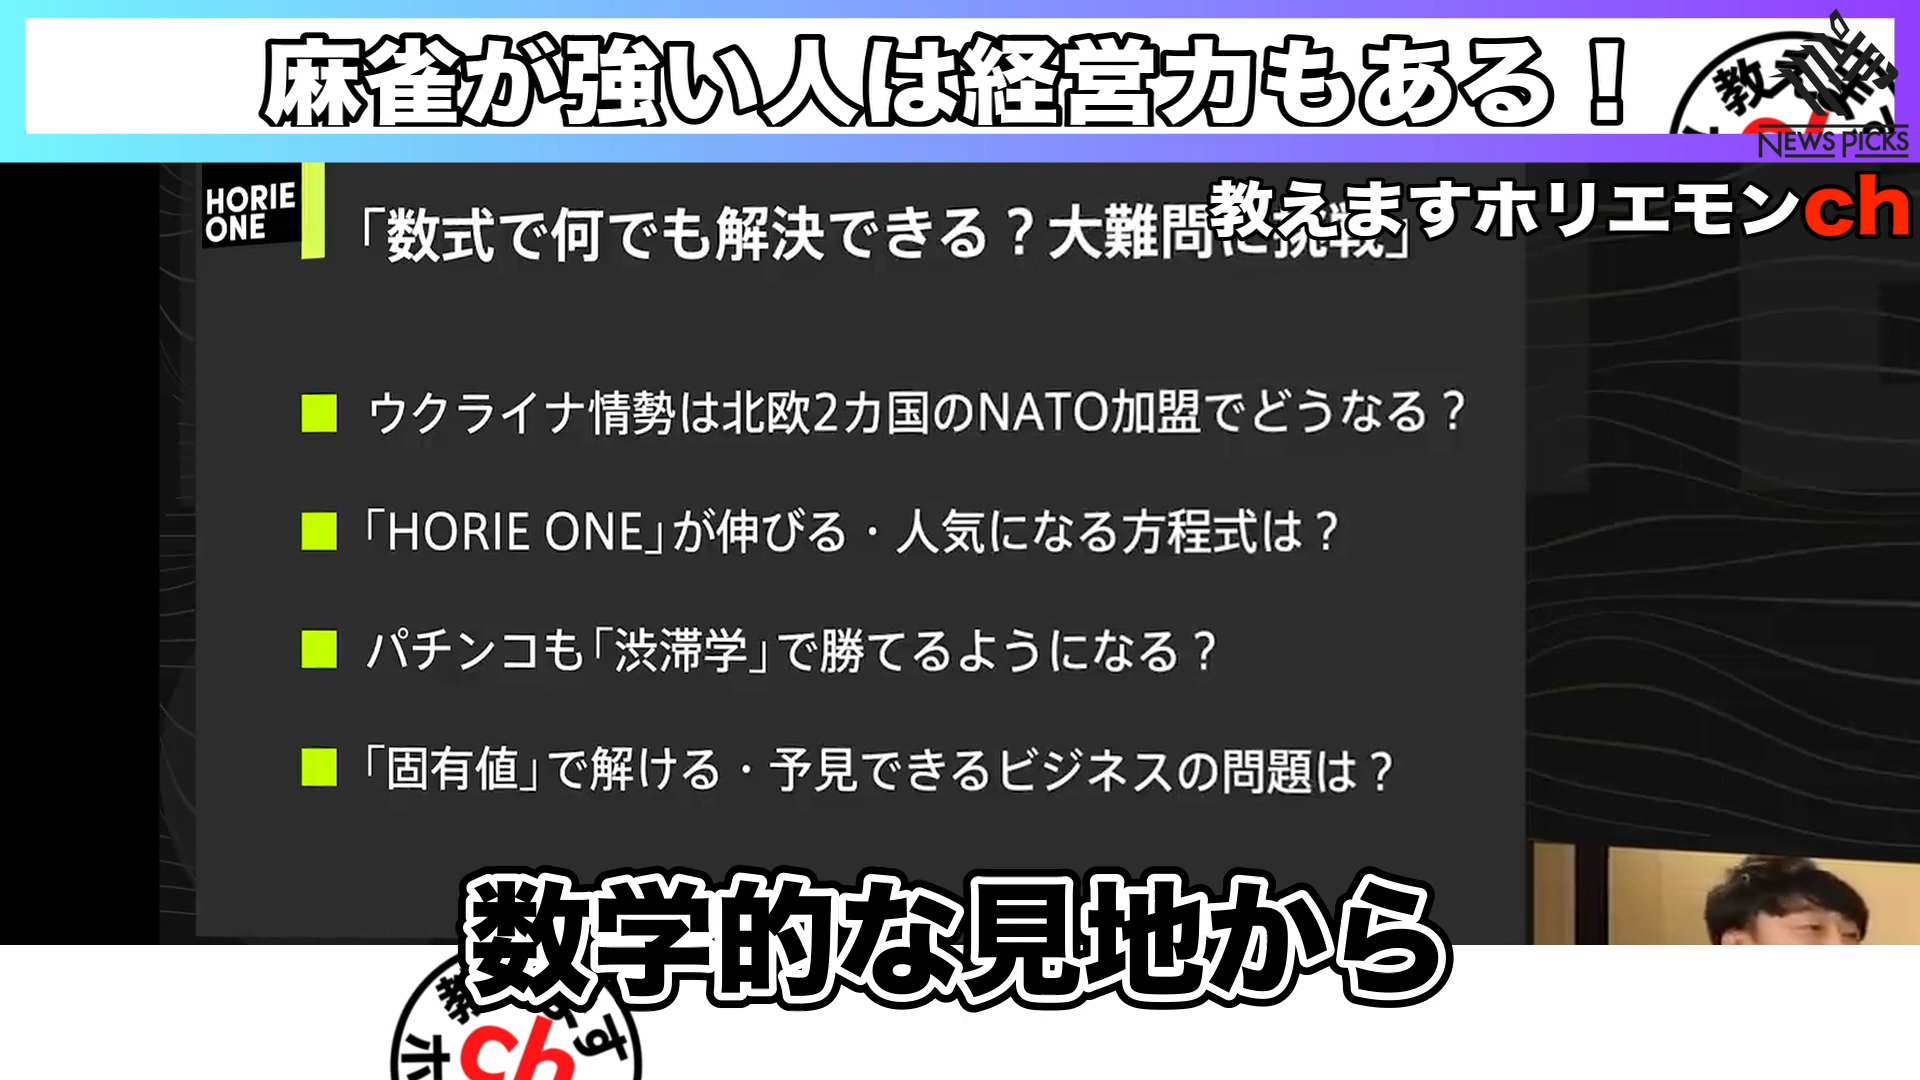 麻雀が強い人は経営力もある！
NEWS PICKS
教えますホリエモンch
HORIE
ONE
「数式で何でも解決できる？大難問に挑戦」
ウクライナ情勢は北欧2カ国のNATO加盟でどうなる？
「HORIE ONE」が伸びる・人気になる方程式は？
パチンコも「渋滞学」で勝てるようになる？
「固有値」で解ける・予見できるビジネスの問題は？
数学的な見地から
ch